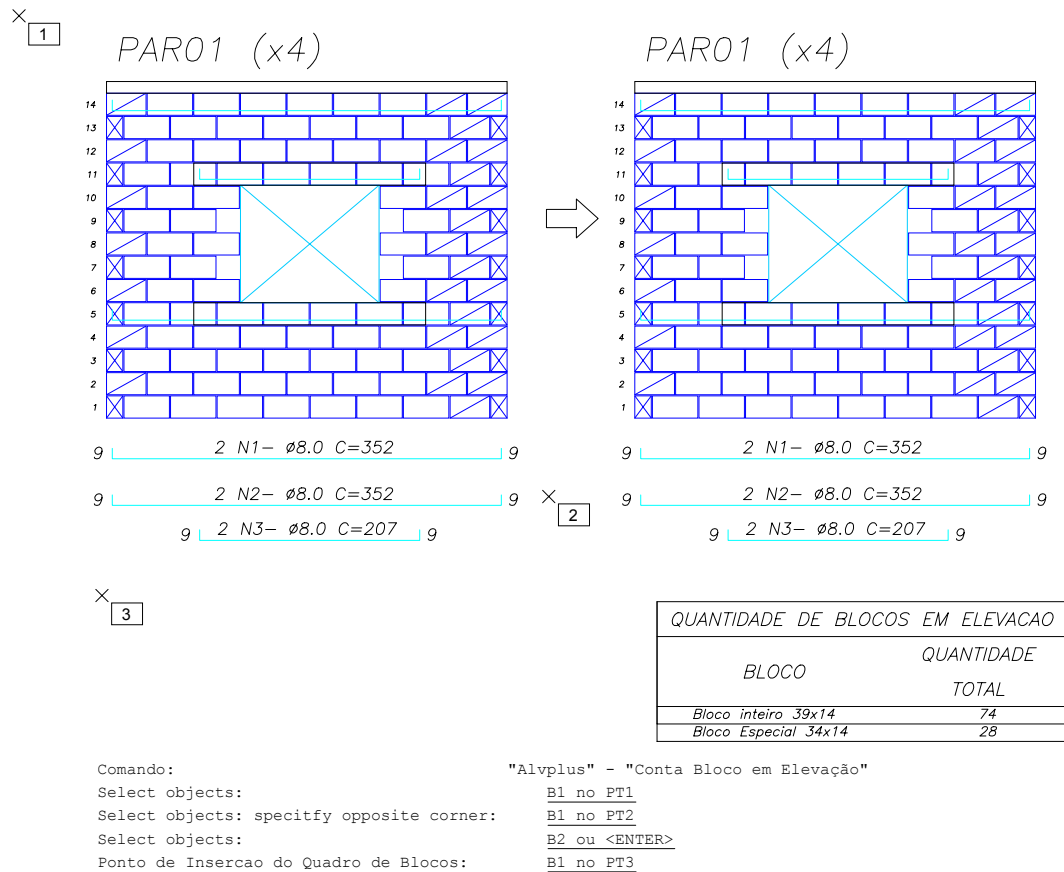 1
PAR01 (x4)
PAR01 (x4)
14
13
12
11
10
9
8
7
6
5
4
3
2
1
14
13
12
11
10
9
8
7
6
5
4
3
2
1
9 2 N1- ø8.0 C=352 9
9 2 N1- ø8.0 C=352 9
9 2 N2- ø8.0 C=352 9
2
9 2 N2- ø8.0 C=352 9
9 2 N3- ø8.0 C=207 9
9 2 N3- ø8.0 C=207 9
3
QUANTIDADE DE BLOCOS EM ELEVACAO
BLOCO
QUANTIDADE
TOTAL
Bloco inteiro 39x14 74
Bloco Especial 34x14 28
Comando: "Alvplus" - "Conta Bloco em Elevação"
Select objects: B1 no PT1
Select objects: specitfy opposite corner: B1 no PT2
Select objects: B2 ou <ENTER>
Ponto de Insercao do Quadro de Blocos: B1 no PT3